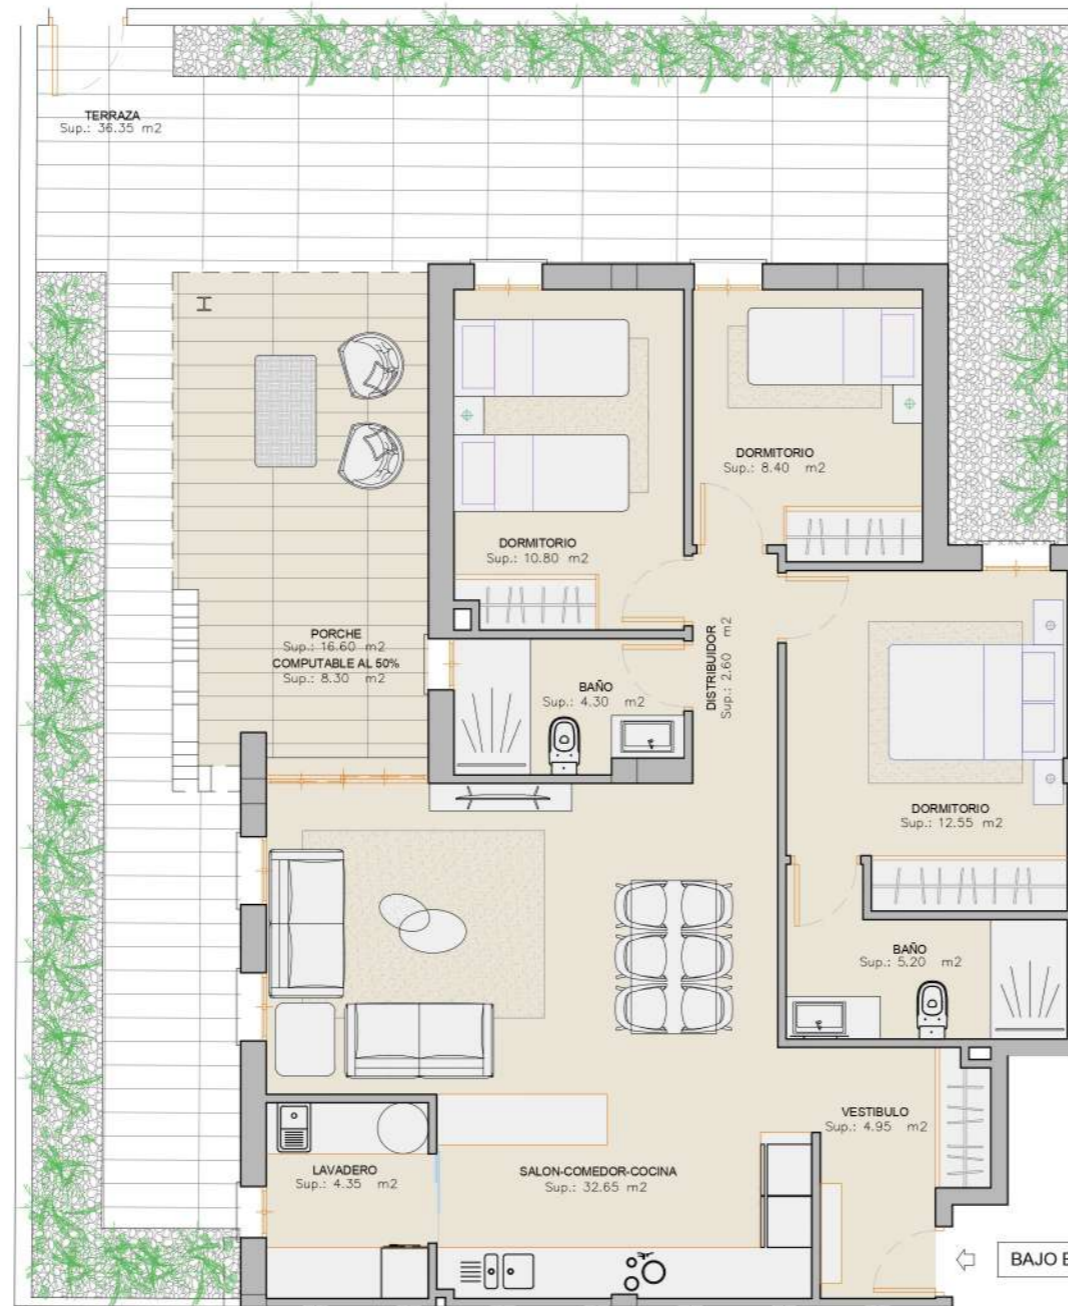 TERRAZA
Sup.: 36.35 m2
DORMITORIO
Sup.: 8.40 m2
DORMITORIO
Sup.: 10.80 m2
PORCHE
Sup.: 16.60 m2
COMPUTABLE AL 50%
Sup.: 8.30 m2
BAÑO
Sup.: 4.30 m2
DISTRIBUIDOR
Sup.: 2.60 m2
DORMITORIO
Sup.: 12.55 m2
BAÑO
Sup.: 5.20 m2
VESTIBULO
Sup.: 4.95 m2
LAVADERO
Sup.: 4.35 m2
SALON-COMEDOR-COCINA
Sup.: 32.65 m2
BAJO